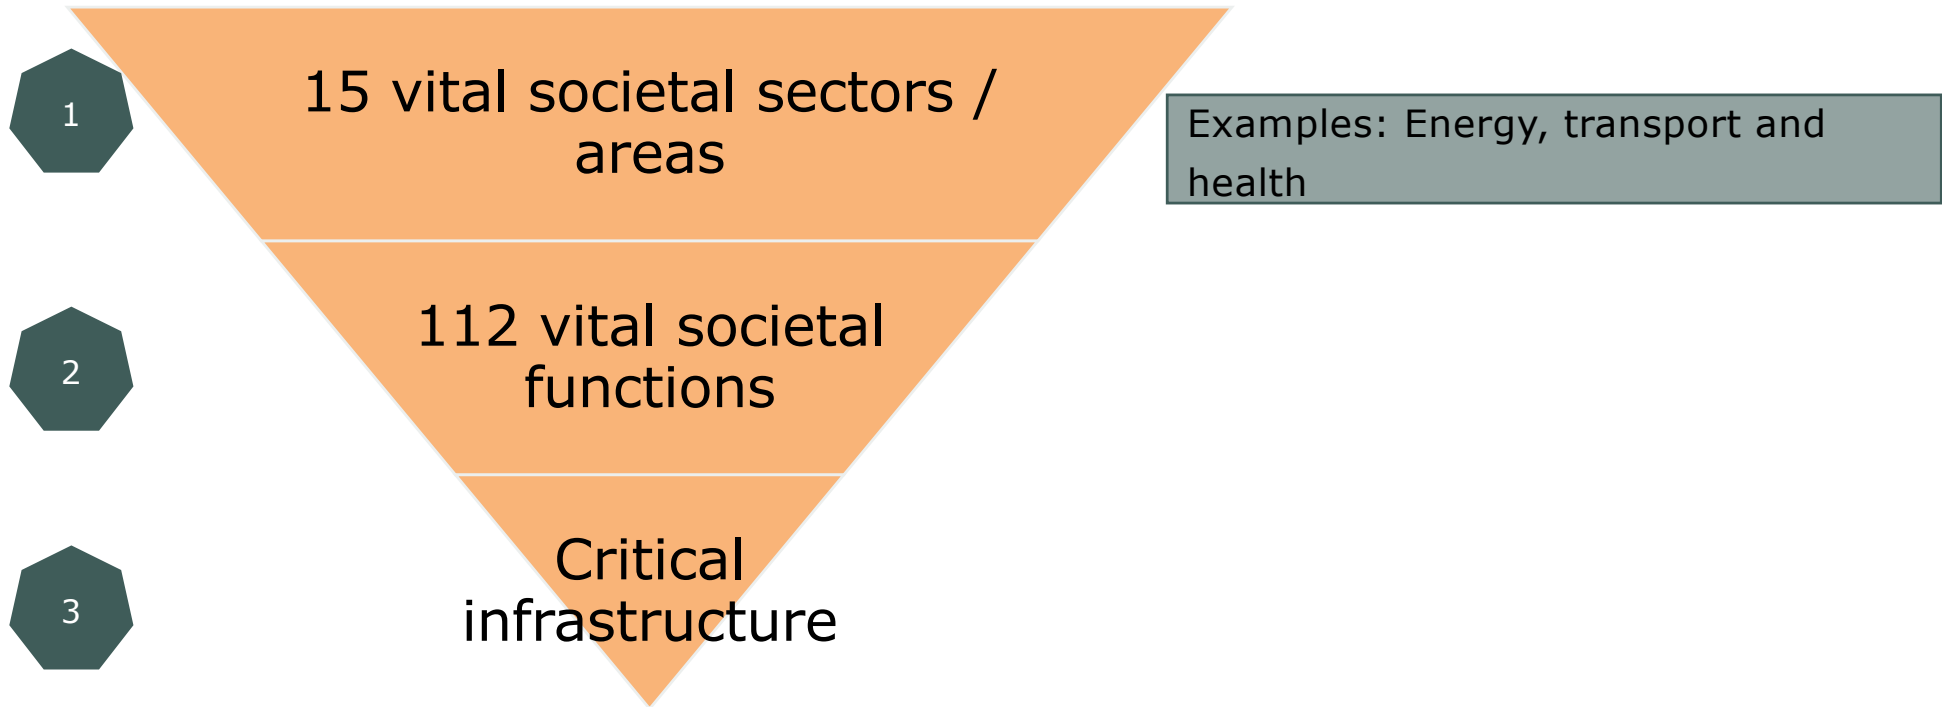 1
15 vital societal sectors /
areas
Examples: Energy, transport and
health
2
112 vital societal
functions
3
Critical
infrastructure